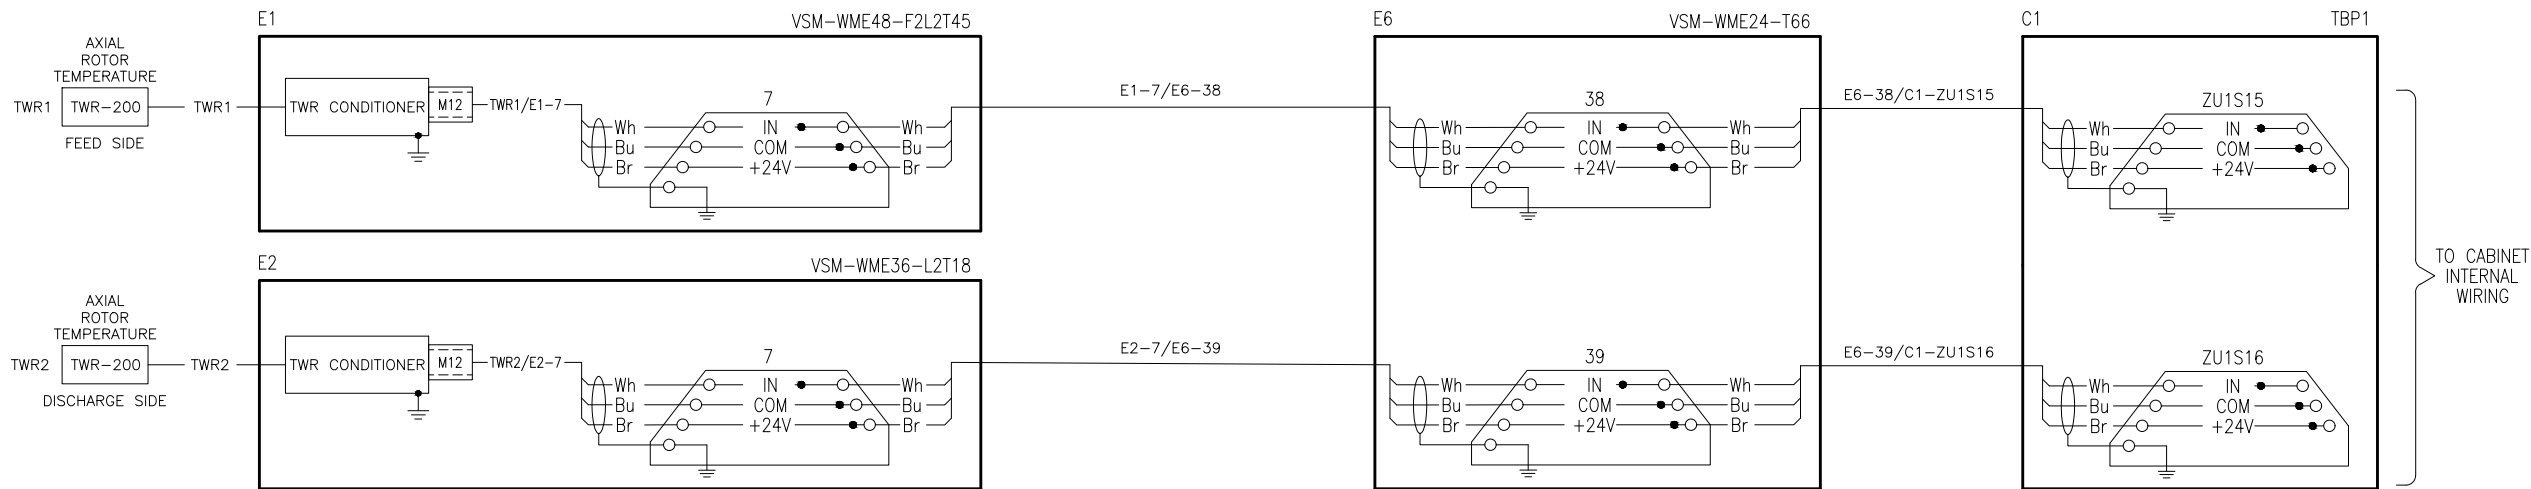 E1
VSM-WME48-F2L2T45
E6
VSM-WME24-T66
C1
TBP1
AXIAL
ROTOR
TEMPERATURE
TWR1
TWR-200
TWR1
TWR CONDITIONER
M12
TWR1/E1-7
FEED SIDE
7
Wh
IN
Wh
Bu
COM
Bu
Br
+24V
Br
E1-7/E6-38
38
Wh
IN
Wh
Bu
COM
Bu
Br
+24V
Br
E6-38/C1-ZU1S15
ZU1S15
Wh
IN
Bu
COM
Br
+24V
TO CABINET
INTERNAL
WIRING
E2
VSM-WME36-L2T18
AXIAL
ROTOR
TEMPERATURE
TWR2
TWR-200
TWR2
TWR CONDITIONER
M12
TWR2/E2-7
DISCHARGE SIDE
7
Wh
IN
Wh
Bu
COM
Bu
Br
+24V
Br
E2-7/E6-39
39
Wh
IN
Wh
Bu
COM
Bu
Br
+24V
Br
E6-39/C1-ZU1S16
ZU1S16
Wh
IN
Bu
COM
Br
+24V